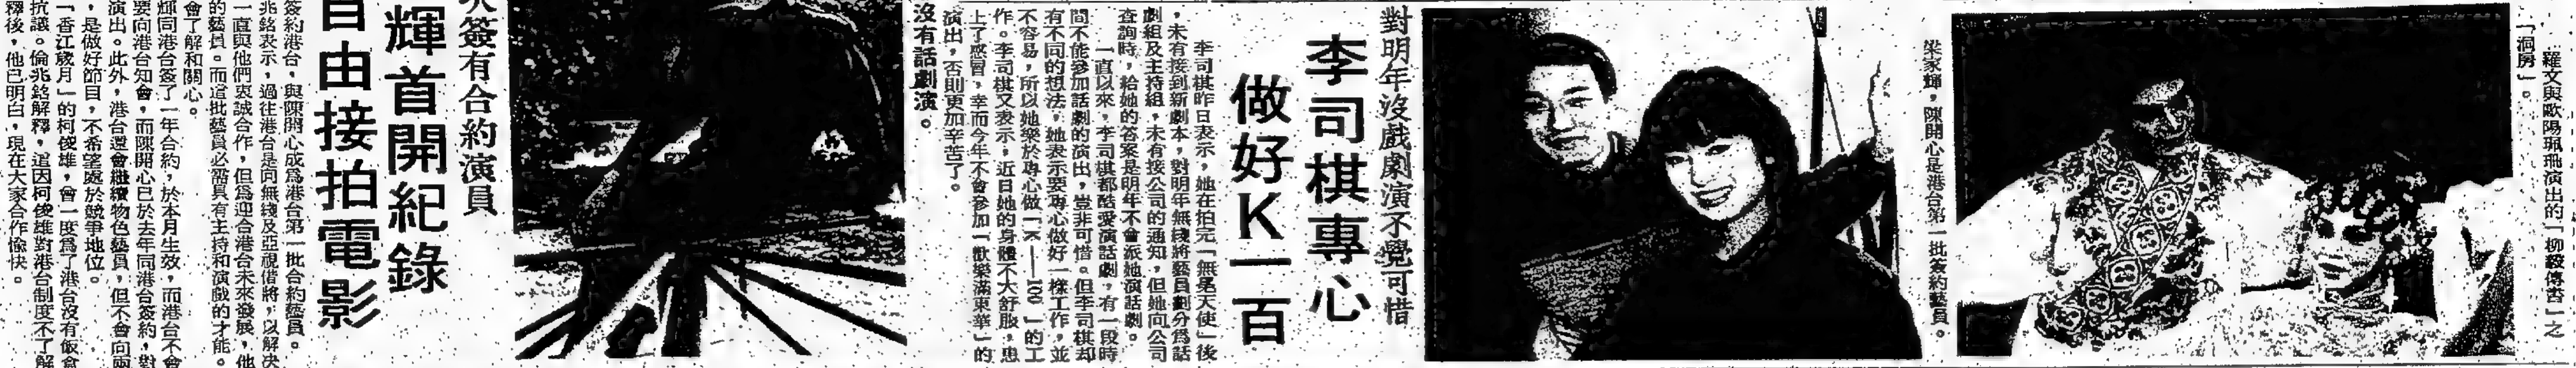 羅文與歐陽珮珊演出的「柳毅傳書」之
「洞房」。
梁家輝，陳開心是港台第一批簽約藝員。
對明年沒戲劇演不覺可惜
李司棋專心
做好K一百
李司棋昨日表示，她在拍完「無毫天使」後
，未有接到新劇本，對明年無綫將藝員劃分爲話
劇組及主持組，未有接公司的通知，但她向公司
查詢時，給她的答案是明年不會派她演話劇。
一直以來，李司棋都酷愛演話劇，有一段時
間不能參加話劇的演出，豈非可惜。但李司棋却
有不同的想法，她表示要專心做好一樣工作，並
不容易，所以她樂於專心做「K——100」的工
作。李司棋又表示，近日她的身體不大舒服，患
上了感冒，幸而今年不會參加「歡樂滿東華」的
演出，否則更加辛苦了。
沒有話劇演。
簽有合約演員
輝首開紀錄
自由接拍電影
簽約港台，與陳開心成爲港台第一批合約藝員。
兆銘表示，過往港台是向無綫及亞視借將，以解決
一直與他們衷誠合作，但爲迎合港台未來發展，他
的藝員。而這批藝員必需具有主持和演戲的才能。
會了解和關心。
輝同港台簽了一年合約，於本月生效，而港台不會
要向港台知會，而陳開心已於去年同港台簽約，對
演出。此外，港台還會繼續物色藝員，但不會向兩
，是做好節目，不希望處於競爭地位。
「香江歲月」的柯俊雄，曾一度爲了港台沒有飯食
抗議。倫兆銘解釋，這因柯俊雄對港台制度不了解
釋後，他已明白，現在大家合作愉快。